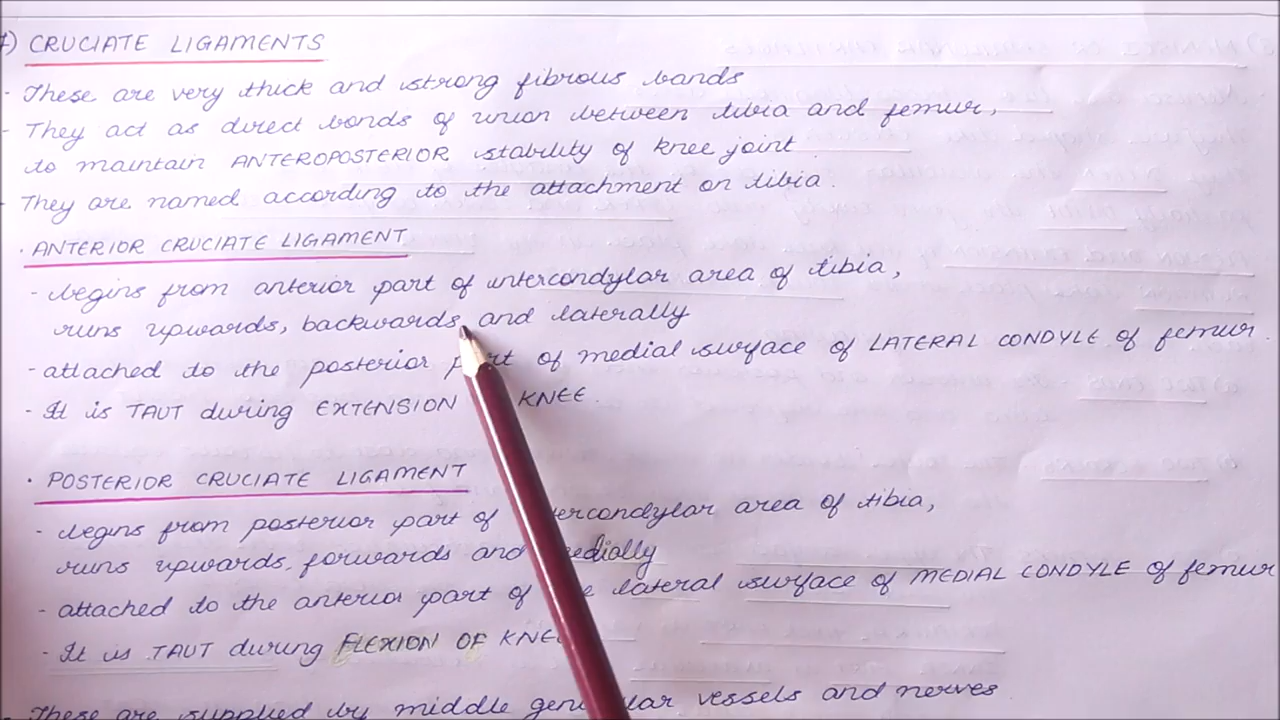 ) CRUCIATE LIGAMENTS
- These are very thick and strong fibrous bands
- They act as direct bonds of union between tibia and femur,
to maintain ANTEROPOSTERIOR stability of knee joint
- They are named according to the attachment on tibia.
· ANTERIOR CRUCIATE LIGAMENT
- begins from anterior part of intercondylar area of tibia,
runs upwards, backwards and laterally
- attached to the posterior part of medial surface of LATERAL CONDYLE of femur.
- It is TAUT during EXTENSION KNEE.
· POSTERIOR CRUCIATE LIGAMENT
- begins from posterior part of ercondylar area of tibia,
runs upwards, forwards and medially
- attached to the anterior part of e lateral surface of MEDIAL CONDYLE of femur
- It is TAUT during FLEXION OF KNEE
These are supplied by middle genicular vessels and nerves